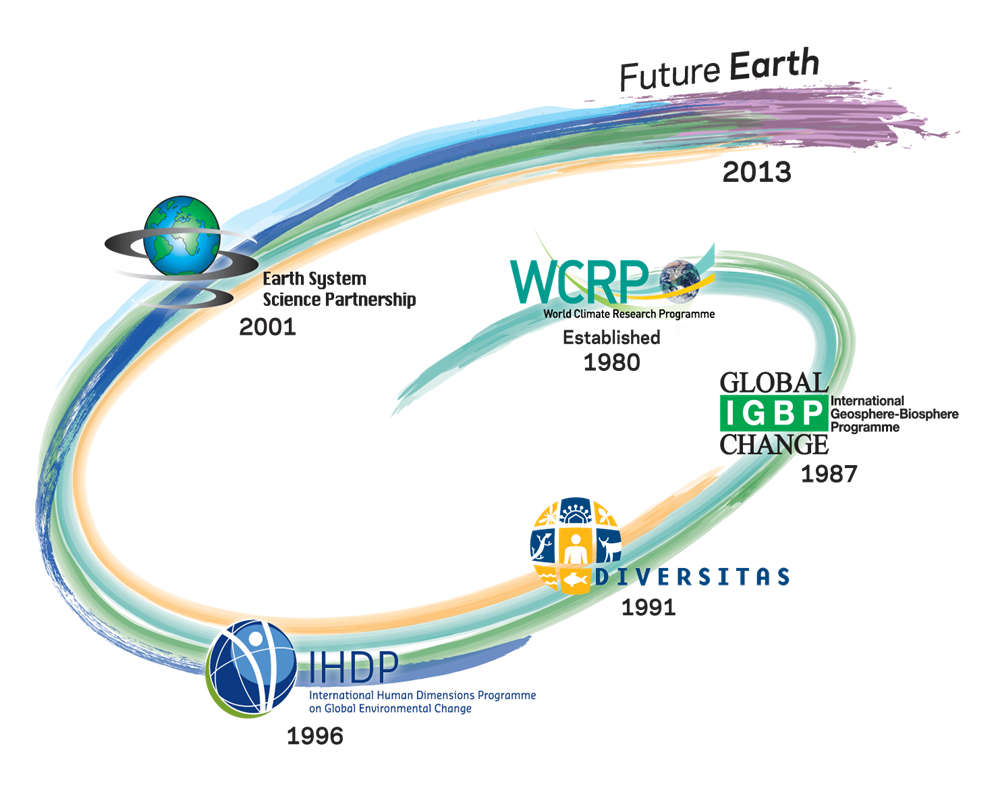 Future Earth
2013
Earth System
Science Partnership
2001
WCRP
World Climate Research Programme
Established
1980
GLOBAL
IGBP
CHANGE
International
Geosphere-Biosphere
Programme
1987
DIVERSITAS
1991
IHDP
International Human Dimensions Programme
on Global Environmental Change
1996